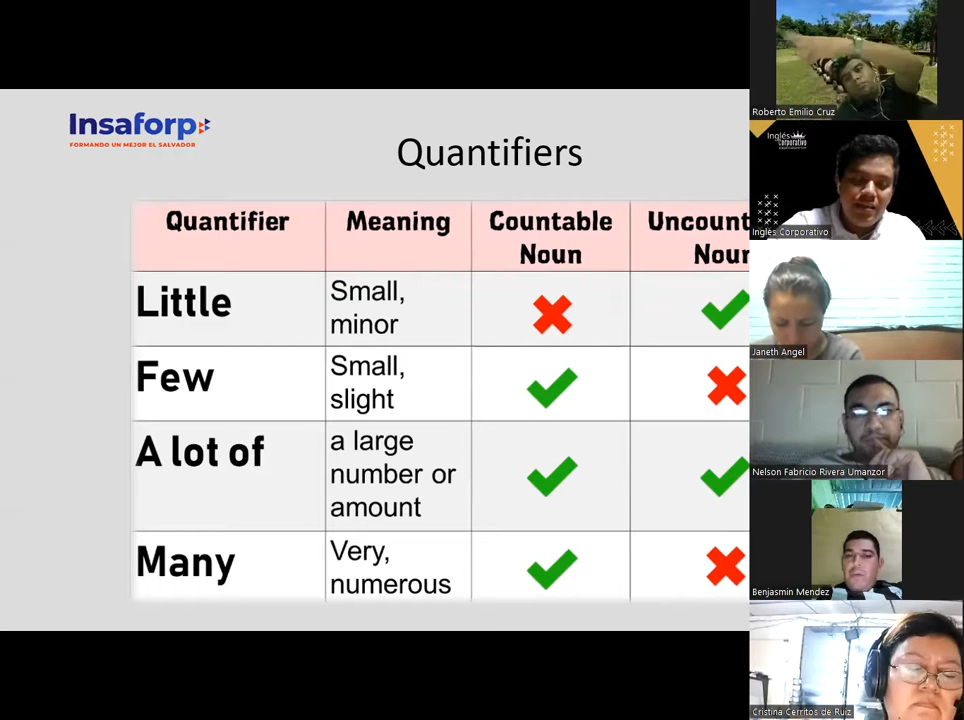 Insaforp
FORMANDO UN MEJOR EL SALVADOR
Quantifiers
Quantifier Meaning Countable Noun Uncount Noun
Little Small, minor
Few Small, slight
A lot of a large number or amount
Many Very, numerous
Roberto Emilio Cruz
Inglés Corporativo
Inglés Corporativo
Janeth Angel
Nelson Fabricio Rivera Umanzor
Benjasmin Mendez
Cristina Cerritos de Ruiz